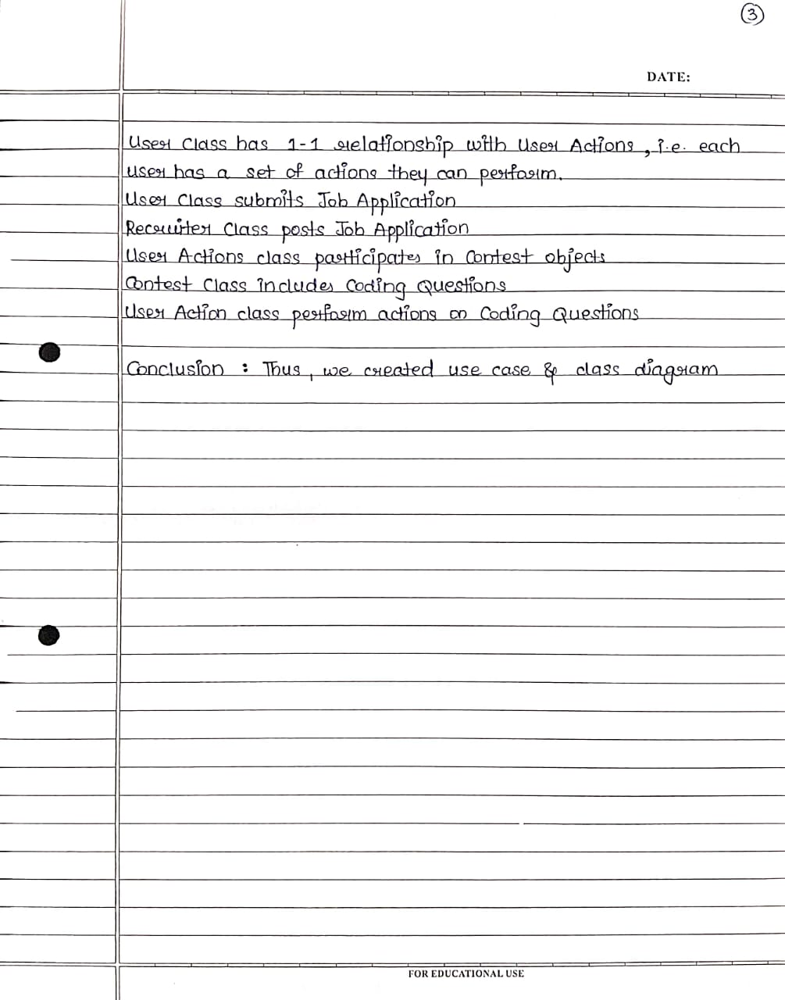 3
DATE:
User Class has 1-1 relationship with User Actions, i.e. each
user has a set of actions they can perform.
User Class submits Job Application
Recruiter Class posts Job Application
User Actions class participates in Contest objects
Contest Class includes Coding Questions
User Action class perform actions on Coding Questions
Conclusion : Thus, we created use case & class diagram
FOR EDUCATIONAL USE